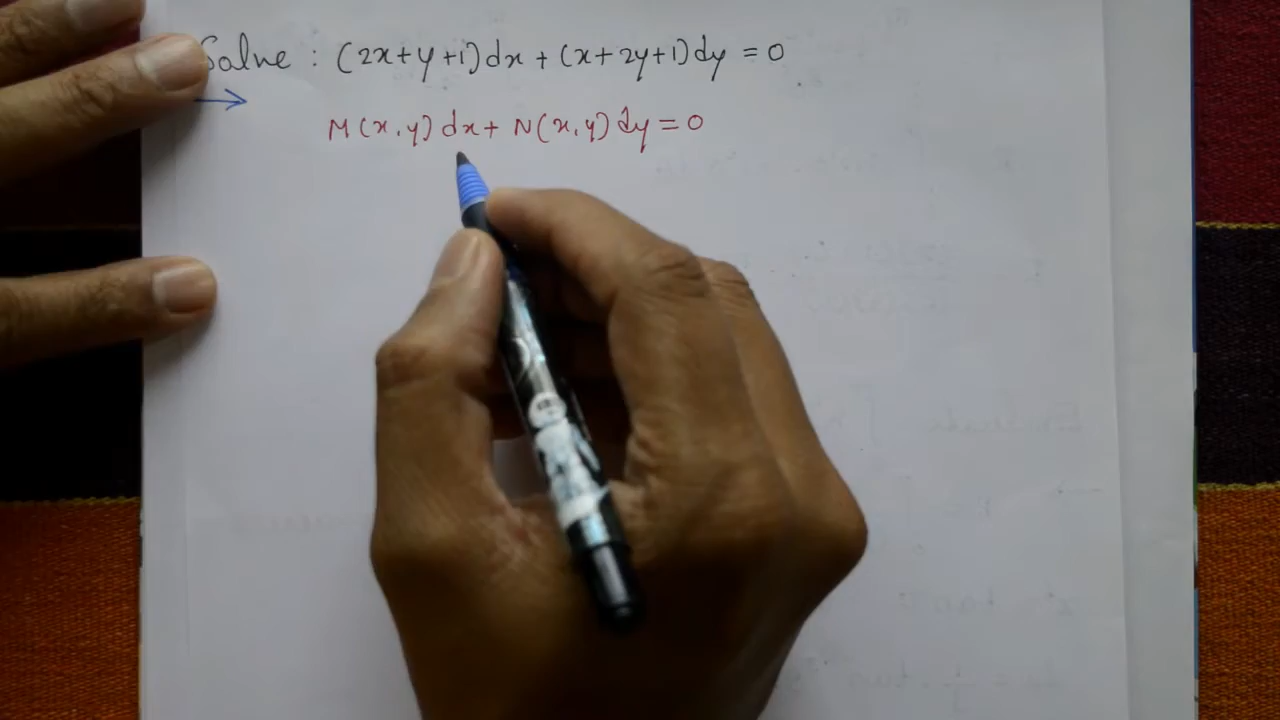 Solve : (2x+y+1)dx + (x+2y+1)dy = 0
M(x,y) dx + N(x,y) dy = 0